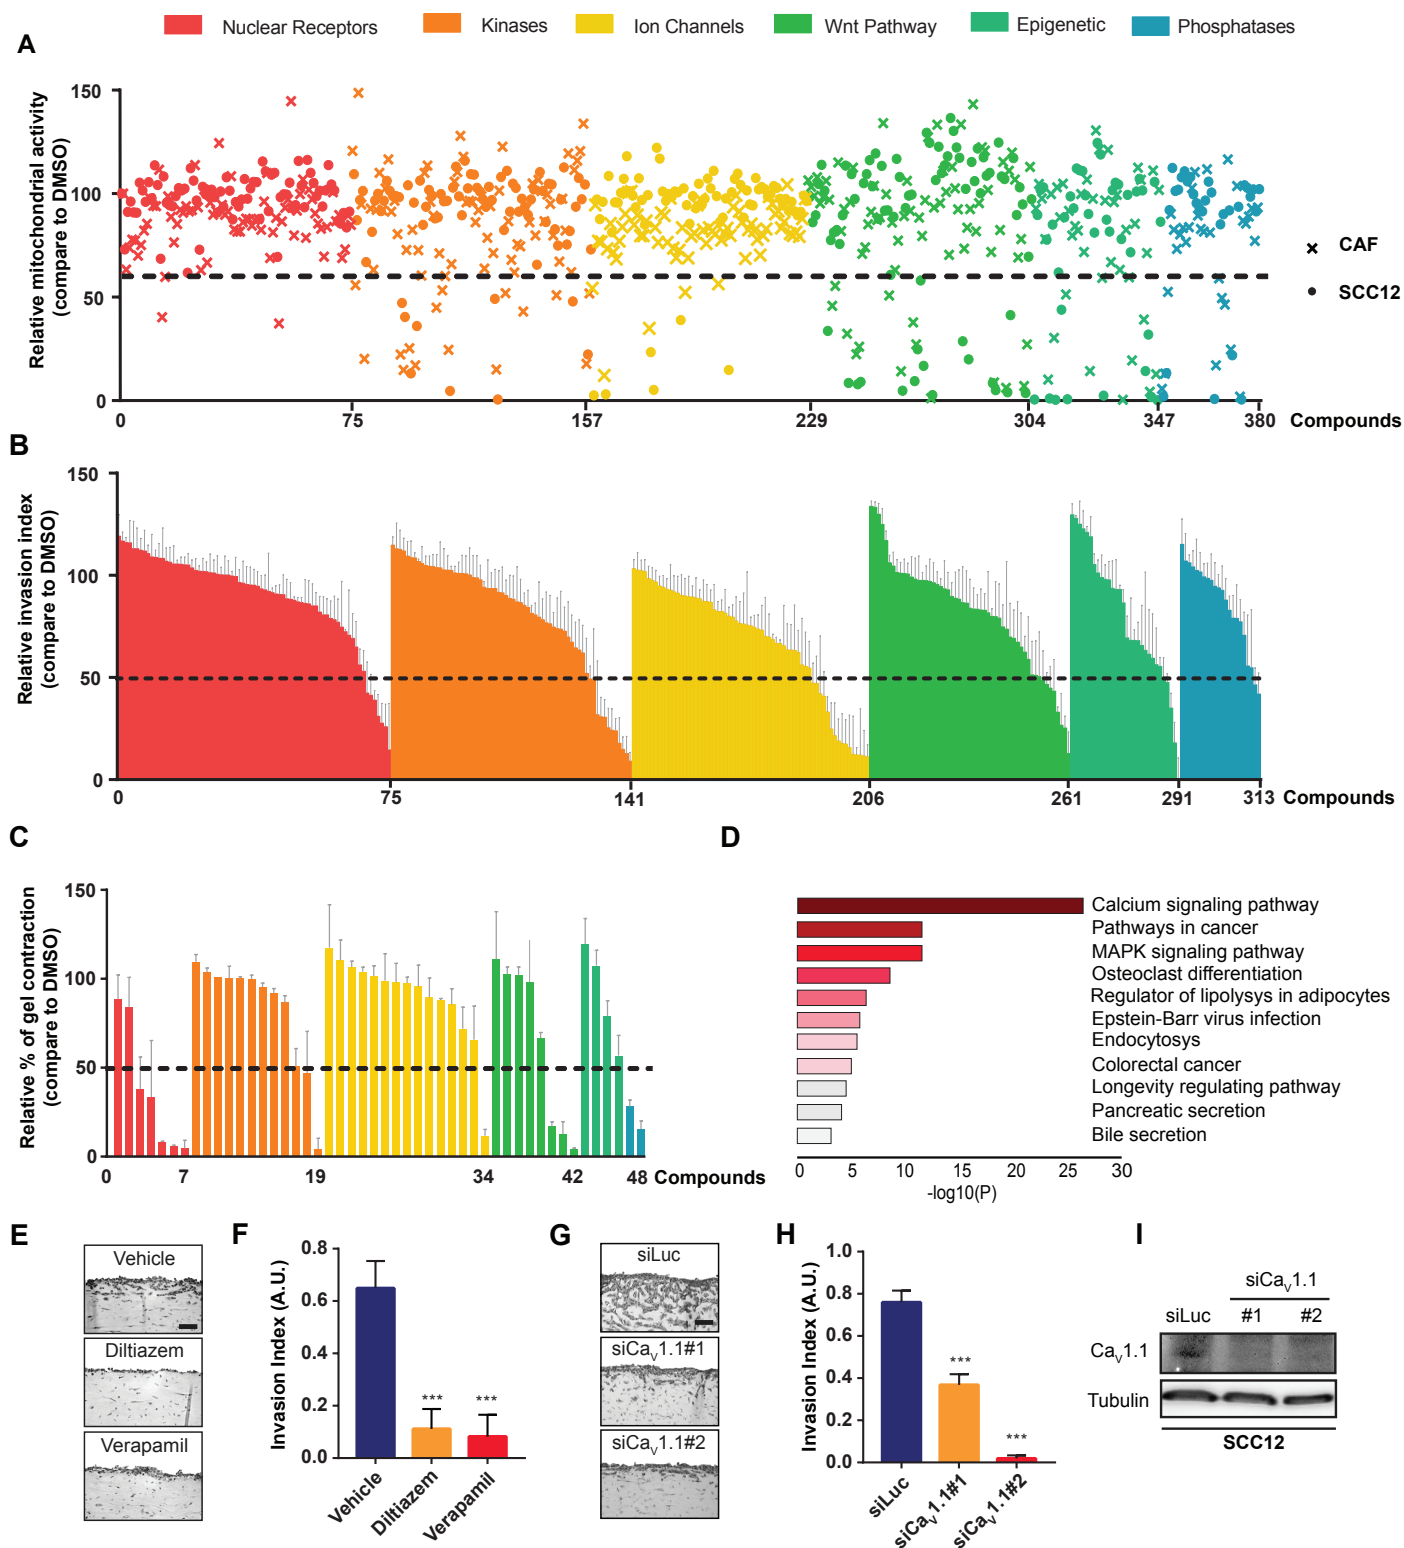 Nuclear Receptors Kinases Ion Channels Wnt Pathway Epigenetic Phosphatases
A
Relative mitochondrial activity
(compare to DMSO)
150
100
50
0
0 75 157 229 304 347 380 Compounds
CAF
SCC12
B
Relative invasion index
(compare to DMSO)
150
100
50
0
0 75 141 206 261 291 313 Compounds
C
Relative % of gel contraction
(compare to DMSO)
150
100
50
0
0 7 19 34 42 48 Compounds
D
Calcium signaling pathway
Pathways in cancer
MAPK signaling pathway
Osteoclast differentiation
Regulator of lipolysys in adipocytes
Epstein-Barr virus infection
Endocytosys
Colorectal cancer
Longevity regulating pathway
Pancreatic secretion
Bile secretion
0 5 10 15 20 25 30
-log10(P)
E
Vehicle
Diltiazem
Verapamil
F
Invasion Index (A.U.)
0.8
0.6
0.4
0.2
0.0
*** ***
Vehicle Diltiazem Verapamil
G
siLuc
siCav1.1#1
siCav1.1#2
H
Invasion Index (A.U.)
1.0
0.8
0.6
0.4
0.2
0.0
***
***
siLuc siCav1.1#1 siCav1.1#2
I
siCav1.1
siLuc #1 #2
Cav1.1
Tubulin
SCC12